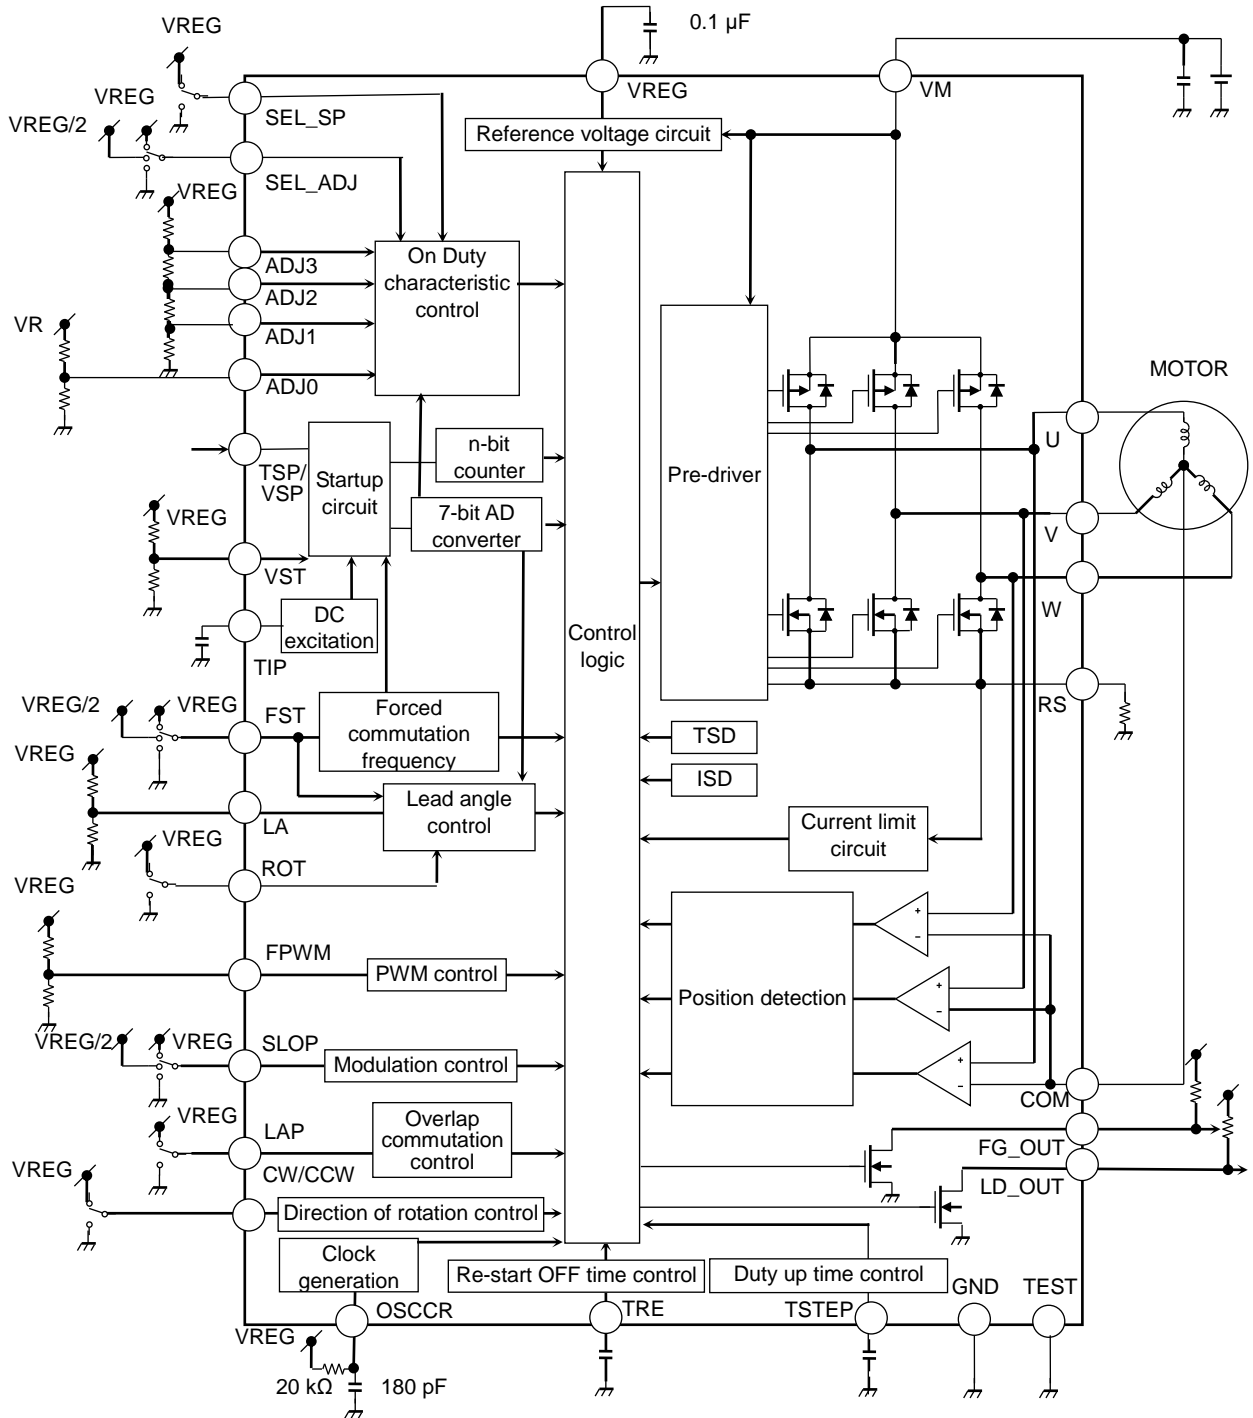 0.1 µF
VREG
VREG
VM
VREG
SEL_SP
VREG/2
Reference voltage circuit
SEL_ADJ
VREG
On Duty
characteristic
control
ADJ3
ADJ2
ADJ1
VR
ADJ0
MOTOR
U
n-bit
counter
TSP/
VSP
Startup
circuit
Pre-driver
VREG
7-bit AD
converter
V
VST
DC
excitation
W
Control
logic
TIP
VREG/2
VREG
FST
Forced
commutation
frequency
RS
TSD
VREG
ISD
Lead angle
control
LA
Current limit
circuit
VREG
ROT
VREG
+
−
FPWM
PWM control
Position detection
+
−
VREG/2
VREG
SLOP
Modulation control
+
−
COM
VREG
LAP
Overlap
commutation
control
FG_OUT
CW/CCW
VREG
LD_OUT
Direction of rotation control
Clock
generation
Re-start OFF time control
Duty up time control
GND
TEST
OSCCR
TRE
TSTEP
VREG
20 kΩ
180 pF